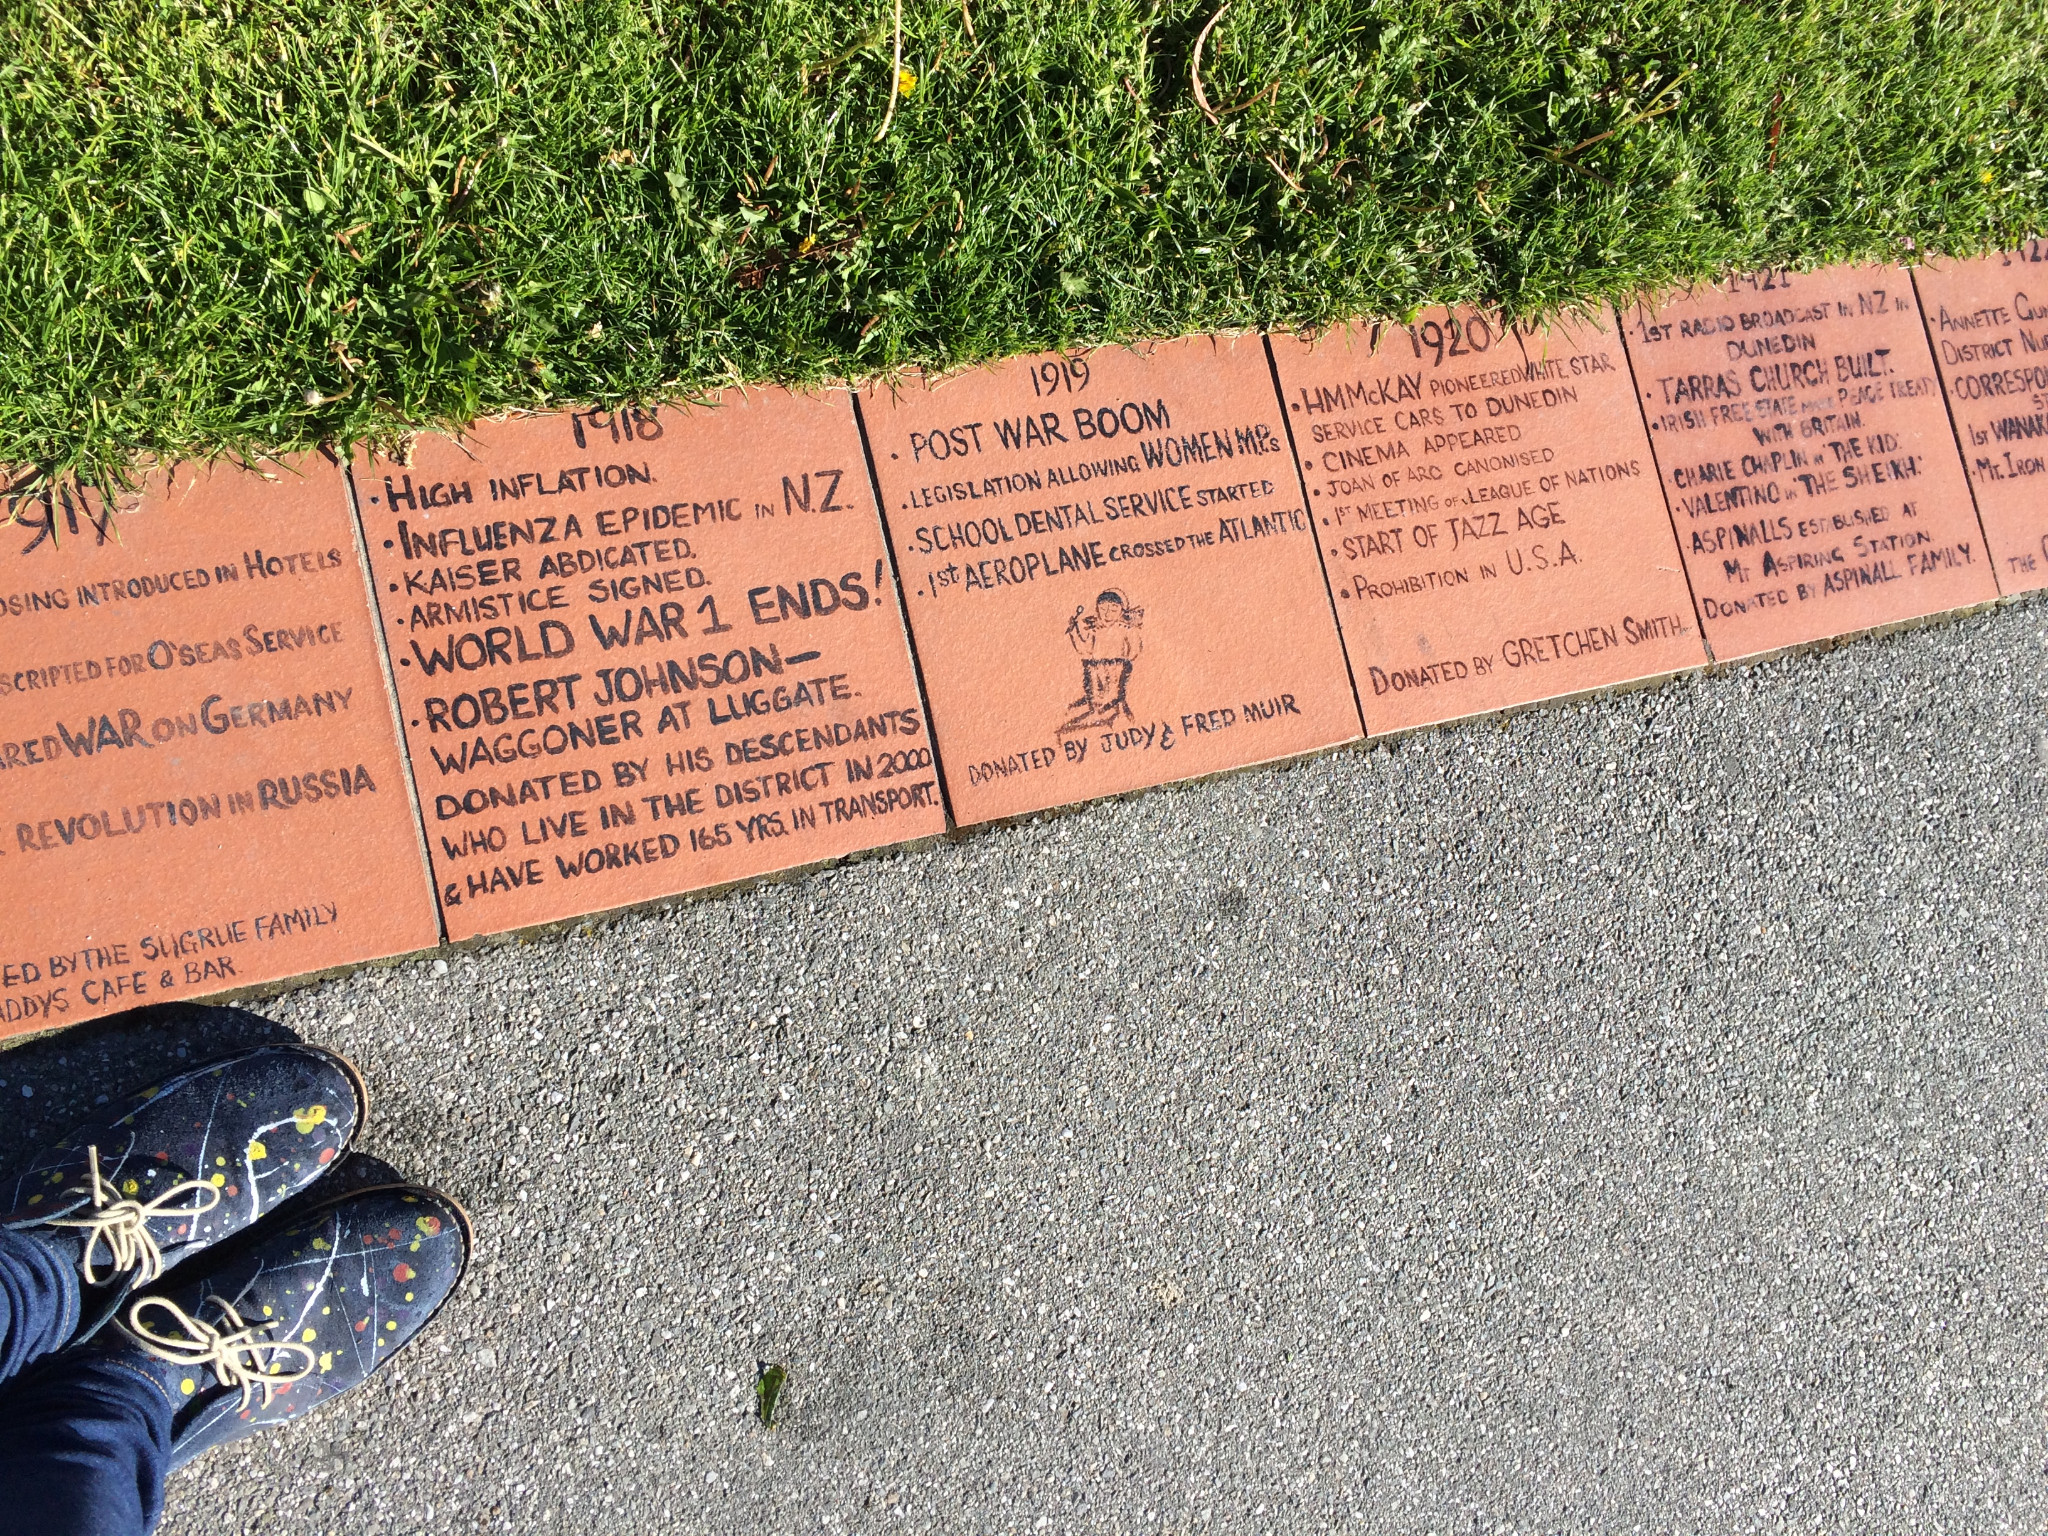 1917
OSING INTRODUCED IN HOTELS
SCRIPTED FOR O'SEAS SERVICE
ARED WAR ON GERMANY
REVOLUTION IN RUSSIA
ED BY THE SUGRUE FAMILY
ADDYS CAFE & BAR.
1918
• HIGH INFLATION.
• INFLUENZA EPIDEMIC IN N.Z.
• KAISER ABDICATED.
• ARMISTICE SIGNED.
• WORLD WAR 1 ENDS!
• ROBERT JOHNSON—
WAGGONER AT LUGGATE.
DONATED BY HIS DESCENDANTS
WHO LIVE IN THE DISTRICT IN 2000
& HAVE WORKED 165 YRS. IN TRANSPORT.
1919
• POST WAR BOOM
• LEGISLATION ALLOWING WOMEN M.P.s
• SCHOOL DENTAL SERVICE STARTED
• 1st AEROPLANE CROSSED THE ATLANTIC
DONATED BY JUDY & FRED MUIR
1920
• HM McKAY PIONEERED WHITE STAR
SERVICE CARS TO DUNEDIN
• CINEMA APPEARED
• JOAN OF ARC CANONISED
• 1ST MEETING OF LEAGUE OF NATIONS
• START OF JAZZ AGE
• PROHIBITION IN U.S.A.
DONATED BY GRETCHEN SMITH
1921
• 1ST RADIO BROADCAST IN NZ IN
DUNEDIN
• TARRAS CHURCH BUILT.
• IRISH FREE STATE PEACE TREATY
WITH BRITAIN.
• CHARIE CHAPLIN in 'THE KID'.
• VALENTINO in 'THE SHEIKH.'
• ASPINALLS ESTABLISHED AT
MT ASPIRING STATION.
DONATED BY ASPINALL FAMILY.
1922
• ANNETTE
DISTRICT
• CORRESPO
1ST WANAK
• MT. IRON
THE